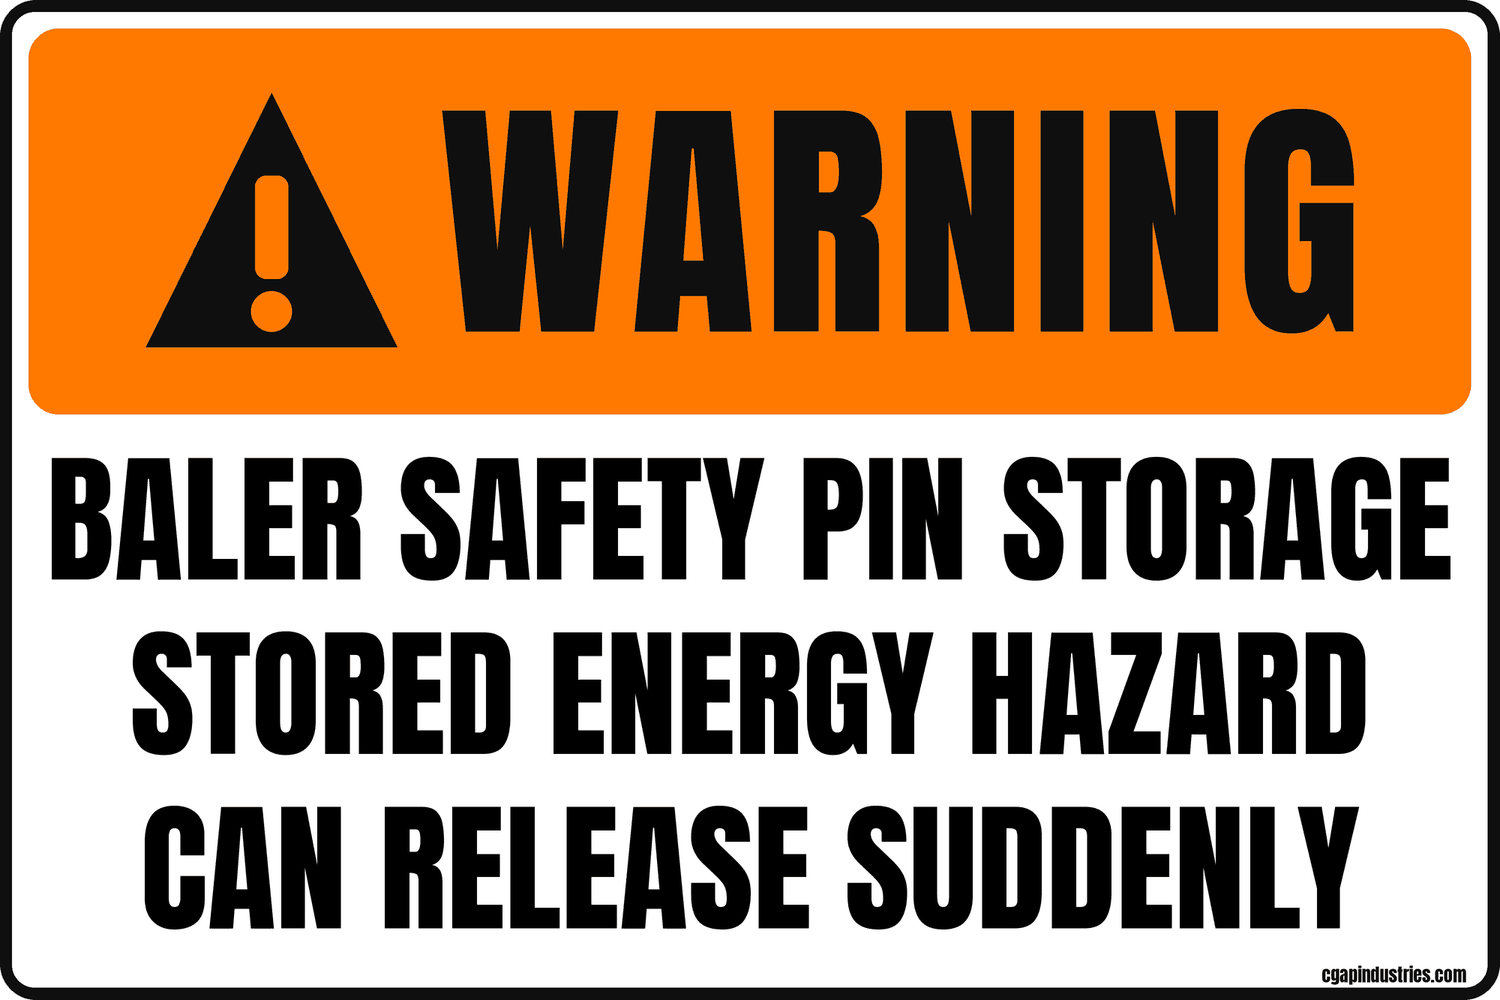 WARNING
BALER SAFETY PIN STORAGE
STORED ENERGY HAZARD
CAN RELEASE SUDDENLY
cgapindustries.com